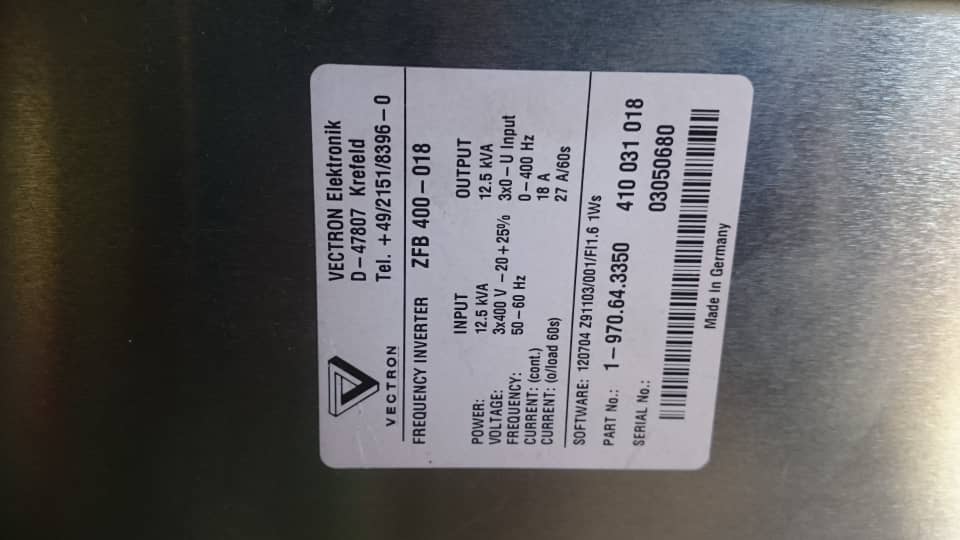 VECTRON
VECTRON Elektronik
D-47807 Krefeld
Tel. +49/2151/8396-0
FREQUENCY INVERTER ZFB 400-018
INPUT OUTPUT
POWER: 12.5 kVA 12.5 kVA
VOLTAGE: 3x400 V -20+25% 3x0-U Input
FREQUENCY: 50-60 Hz 0-400 Hz
CURRENT: (cont.) 18 A
CURRENT: (o/load 60s) 27 A/60s
SOFTWARE: 120704 Z91103/001/FI1.6 1Ws
PART No.: 1-970.64.3350 410 031 018
SERIAL No.: 03050680
Made in Germany